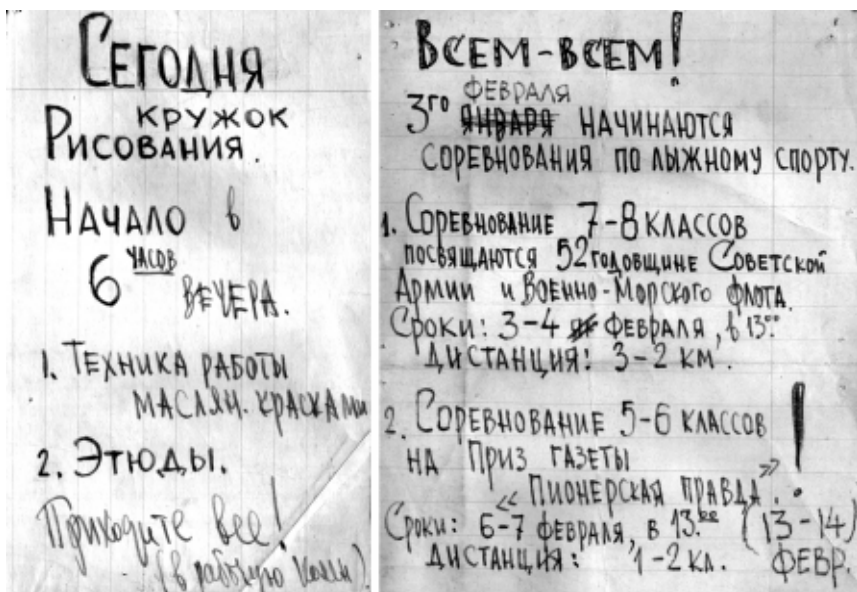 СЕГОДНЯ
КРУЖОК
РИСОВАНИЯ.
НАЧАЛО в
6 ЧАСОВ
ВЕЧЕРА.
1. ТЕХНИКА РАБОТЫ
МАСЛЯН. КРАСКАМИ
2. ЭТЮДЫ.
Приходите все!
(в рабочую
ВСЕМ-ВСЕМ!
ФЕВРАЛЯ
3го ЯНВАРЯ НАЧИНАЮТСЯ
СОРЕВНОВАНИЯ ПО ЛЫЖНОМУ СПОРТУ.
1. СОРЕВНОВАНИЕ 7-8 КЛАССОВ
ПОСВЯЩАЮТСЯ 52 ГОДОВЩИНЕ СОВЕТСКОЙ
АРМИИ и ВОЕННО-МОРСКОГО ФЛОТА.
СРОКИ: 3-4 ФЕВРАЛЯ, в 13.00
ДИСТАНЦИЯ: 3-2 КМ.
2. СОРЕВНОВАНИЕ 5-6 КЛАССОВ !
НА ПРИЗ ГАЗЕТЫ
«ПИОНЕРСКАЯ ПРАВДА».
СРОКИ: 6-7 ФЕВРАЛЯ, в 13.00 (13-14)
ДИСТАНЦИЯ: 1-2 КЛ. ФЕВР.